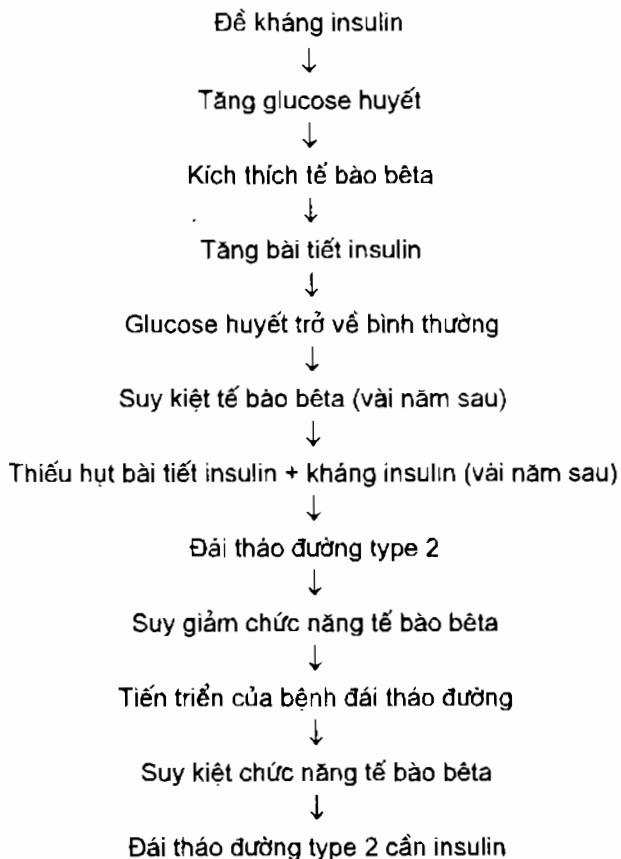 Đề kháng insulin
↓
Tăng glucose huyết
↓
Kích thích tế bào bêta
↓
Tăng bài tiết insulin
↓
Glucose huyết trở về bình thường
↓
Suy kiệt tế bào bêta (vài năm sau)
↓
Thiếu hụt bài tiết insulin + kháng insulin (vài năm sau)
↓
Đái tháo đường type 2
↓
Suy giảm chức năng tế bào bêta
↓
Tiến triển của bệnh đái tháo đường
↓
Suy kiệt chức năng tế bào bêta
↓
Đái tháo đường type 2 cần insulin